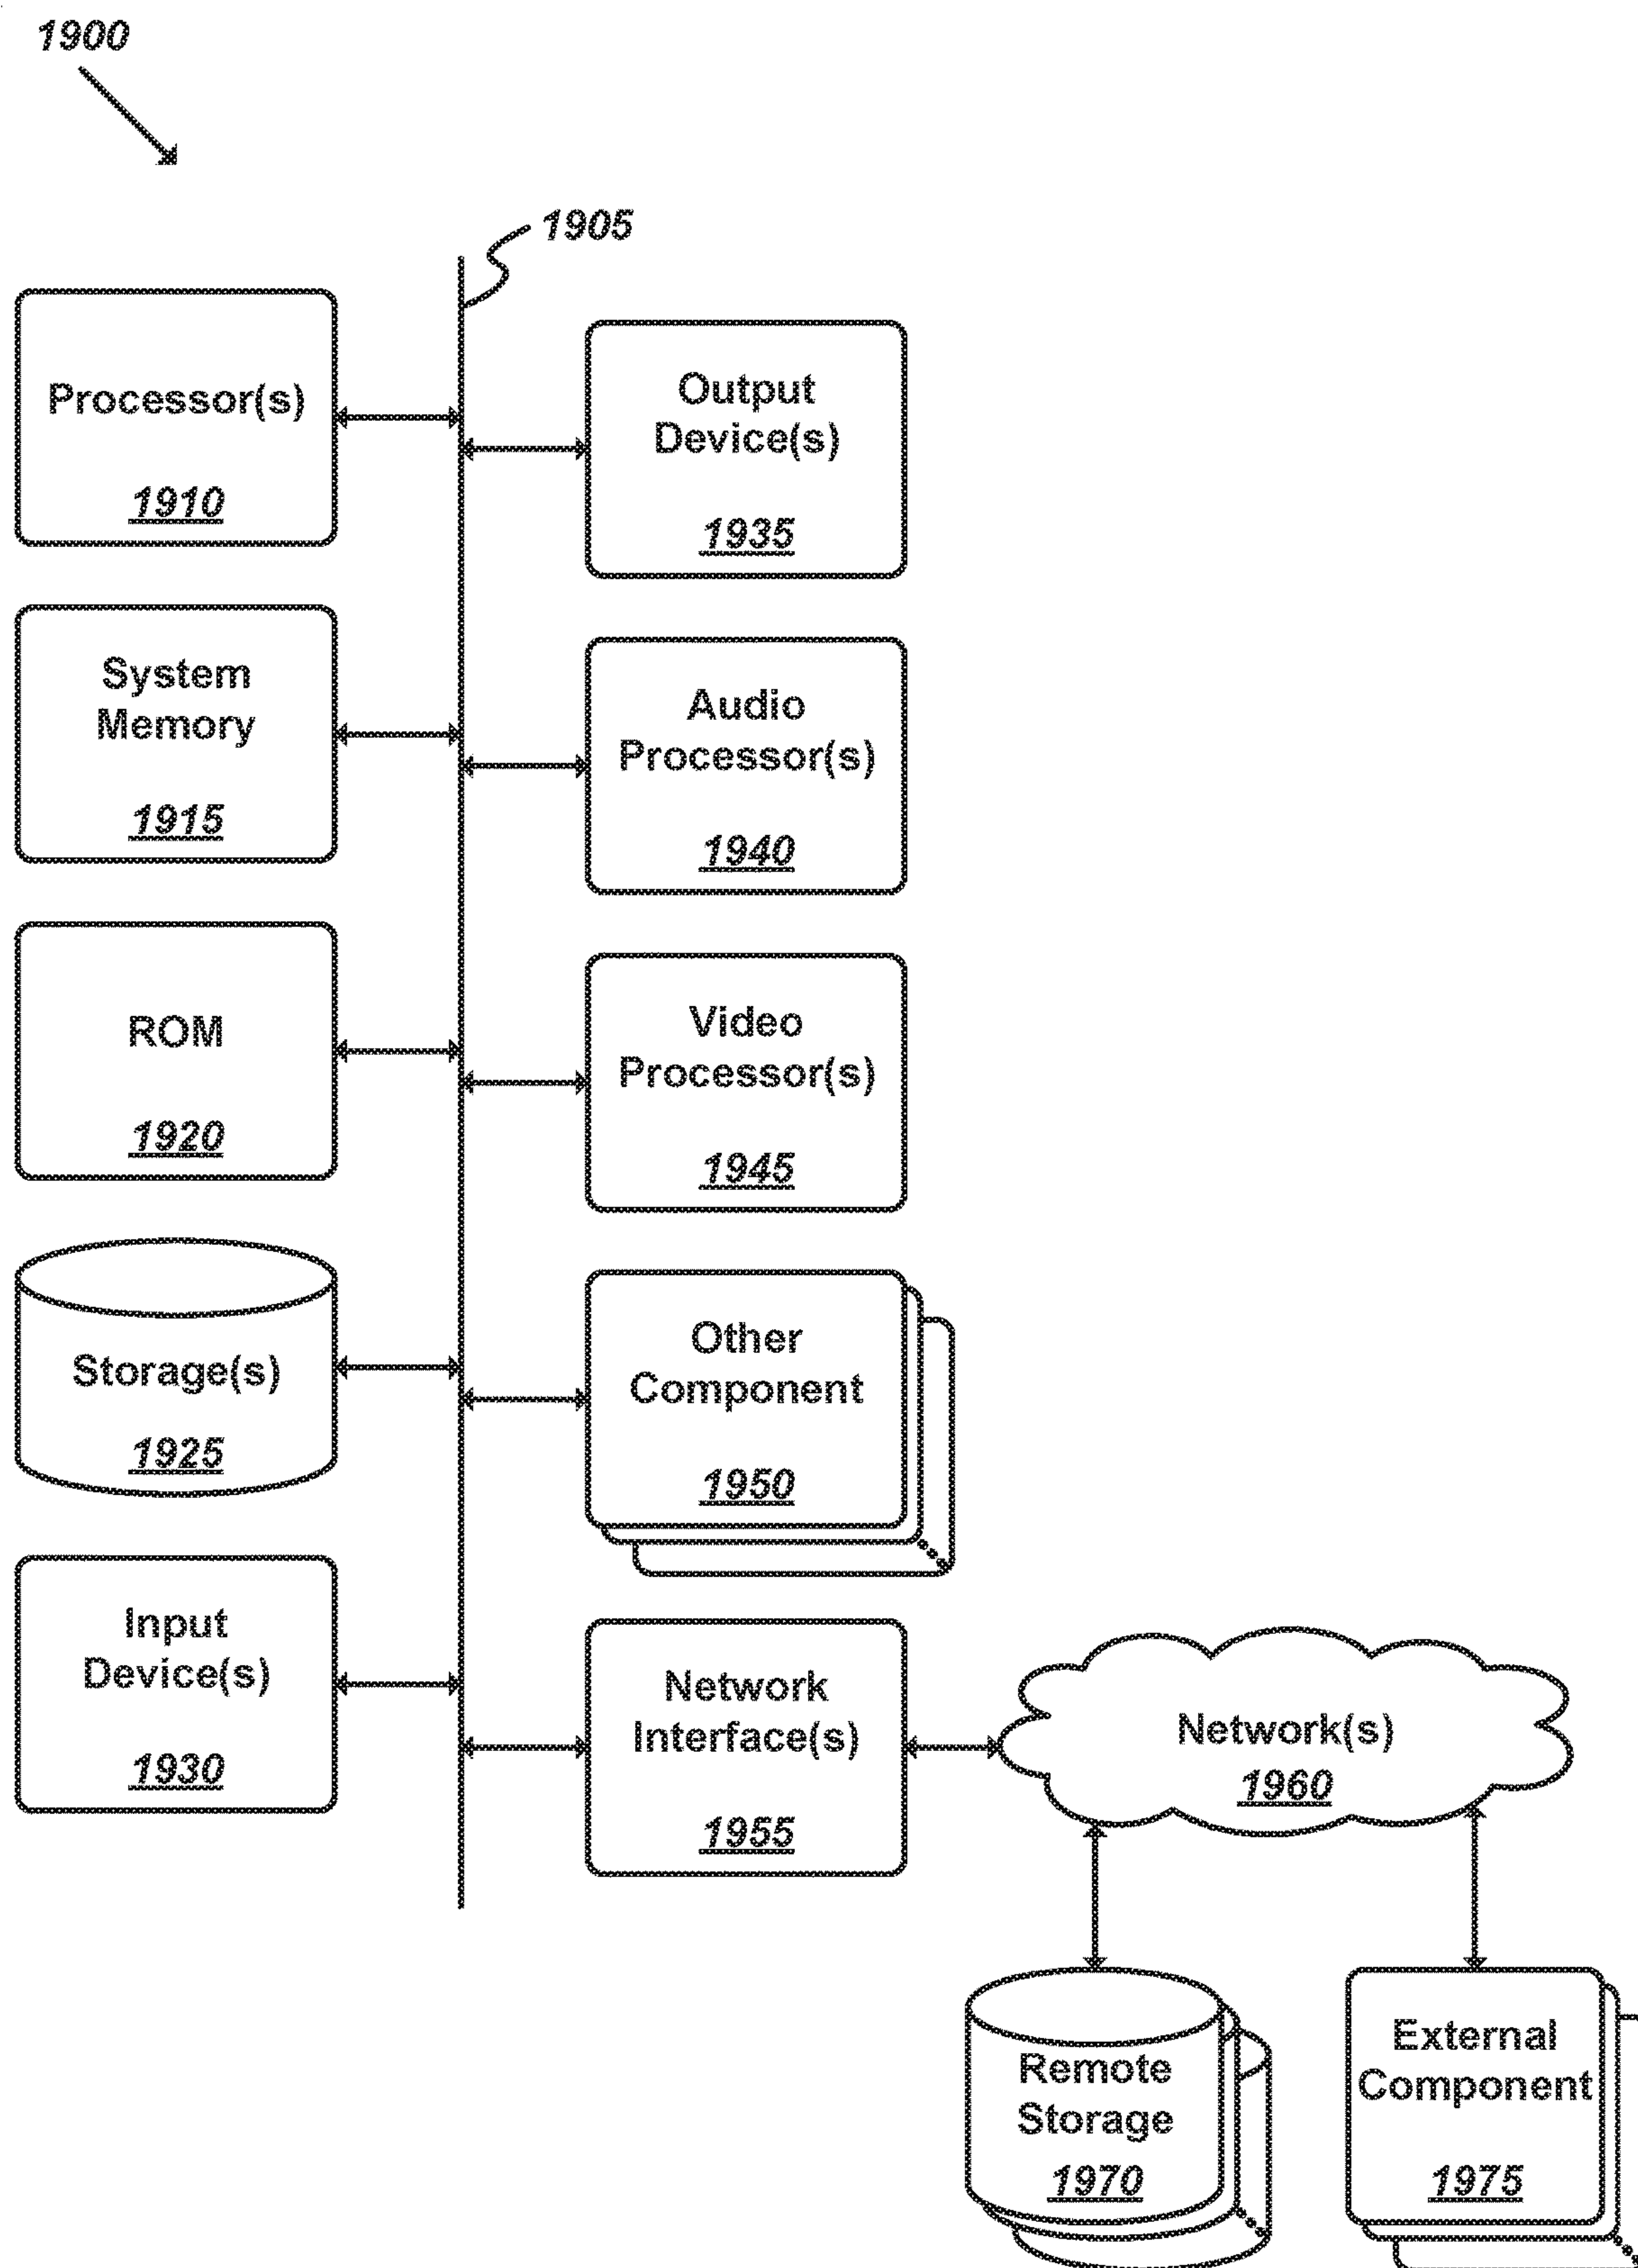 1900
1905
Processor(s)
1910
System
Memory
1915
ROM
1920
Storage(s)
1925
Input
Device(s)
1930
Output
Device(s)
1935
Audio
Processor(s)
1940
Video
Processor(s)
1945
Other
Component
1950
Network
Interface(s)
1955
Network(s)
1960
Remote
Storage
1970
External
Component
1975